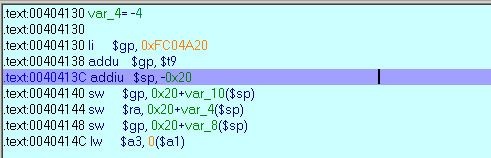 .text:00404130 var_4= -4
.text:00404130
.text:00404130 li $gp, 0xFC04A20
.text:00404138 addu $gp, $t9
.text:0040413C addiu $sp, -0x20
.text:00404140 sw $gp, 0x20+var_10($sp)
.text:00404144 sw $ra, 0x20+var_4($sp)
.text:00404148 sw $gp, 0x20+var_8($sp)
.text:0040414C lw $a3, 0($a1)